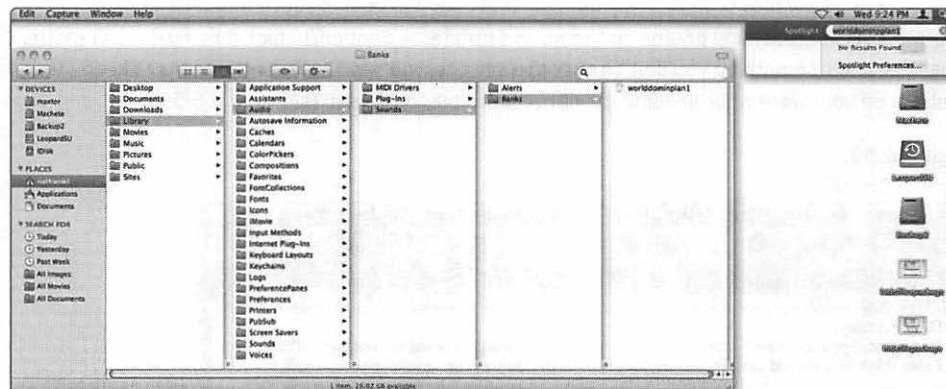 Edit Capture Window Help
Wed 9:24 PM
Spotlight worlddominplan1
No Results Found
Spotlight Preferences...
Banks
DEVICES
maxtor
Machete
Backup2
LeopardSU
iDisk
PLACES
nathaniel
Applications
Documents
SEARCH FOR
Today
Yesterday
Past Week
All Images
All Movies
All Documents
Desktop
Documents
Downloads
Library
Movies
Music
Pictures
Public
Sites
Application Support
Assistants
Audio
Autosave Information
Caches
Calendars
ColorPickers
Compositions
Favorites
FontCollections
Fonts
Icons
iMovie
Input Methods
Internet Plug-Ins
Keyboard Layouts
Keychains
Logs
PreferencePanes
Preferences
Printers
PubSub
Screen Savers
Sounds
Voices
MIDI Drivers
Plug-Ins
Sounds
Alerts
Banks
worlddominplan1
1 item, 26.92 GB available
Machete
LeopardSU
Backup2